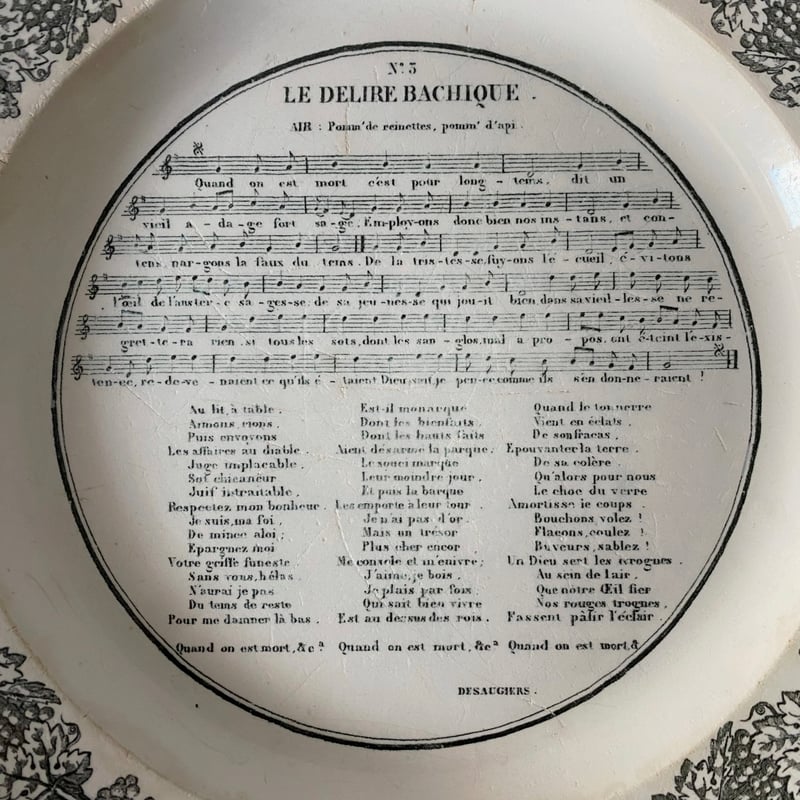 N° 5
LE DELIRE BACHIQUE .
AIR : Pomm' de reinettes, pomm' d'api .
Quand on est mort c'est pour long - tems, dit un
vieil a - da - ge fort sa - ge, Em-ploy-ons donc bien nos ins - tans, et con-
tens, nar-gons la faux du tems . De la tris-tes-se, fuy-ons le - cueil, é-vi-tons
l'œil de l'auster-e sa-ges-se; de sa jeu-nes-se qui jou-it bien, dans sa vieil-les-se ne re-
gret-te-ra rien, si tous les sots, dont les san-glos, mal a pro-pos, ont é-teint l'e-xis-
ten-ce, re-de-ve-naient ce qu'ils é-taient Dieu sait, je pen-ce comme ils s'en don-ne-raient !
Au lit, à table .
Aimons, rions,
Puis envoyons
Les affaires au diable .
Juge implacable,
Sot chicaneur
Juif intraitable,
Respectez mon bonheur .
Je suis, ma foi,
De mince aloi ;
Epargnez moi
Votre griffe funeste
Sans vous, hélas
N'aurai je pas
Du tems de reste
Pour me damner là bas .
Quand on est mort, &cª
Est-il monarque
Dont les bienfaits,
Dont les hauts faits
Aient désarmé la parque;
Le souci marque
Leur moindre jour,
Et puis la barque
Les emporte à leur tour .
Je n'ai pas d'or .
Mais un trésor
Plus cher encor
Me console et m'enivre;
J'aime, je bois,
Je plais par fois;
Qui sait bien vivre
Est au dessus des rois .
Quand on est mort, &cª
Quand le tonnerre
Vient en éclats,
De son fracas,
Epouvanter la terre .
De sa colère,
Qu'alors pour nous
Le choc du verre
Amortisse le coups .
Bouchons, volez !
Flacons, coulez !
Buveurs, sablez !
Un Dieu sert les ivrognes .
Au sein de l'air,
Que notre Œil fier
Nos rouges trognes,
Fassent pâlir l'éclair .
Quand on est mort, &
DESAUGIERS .